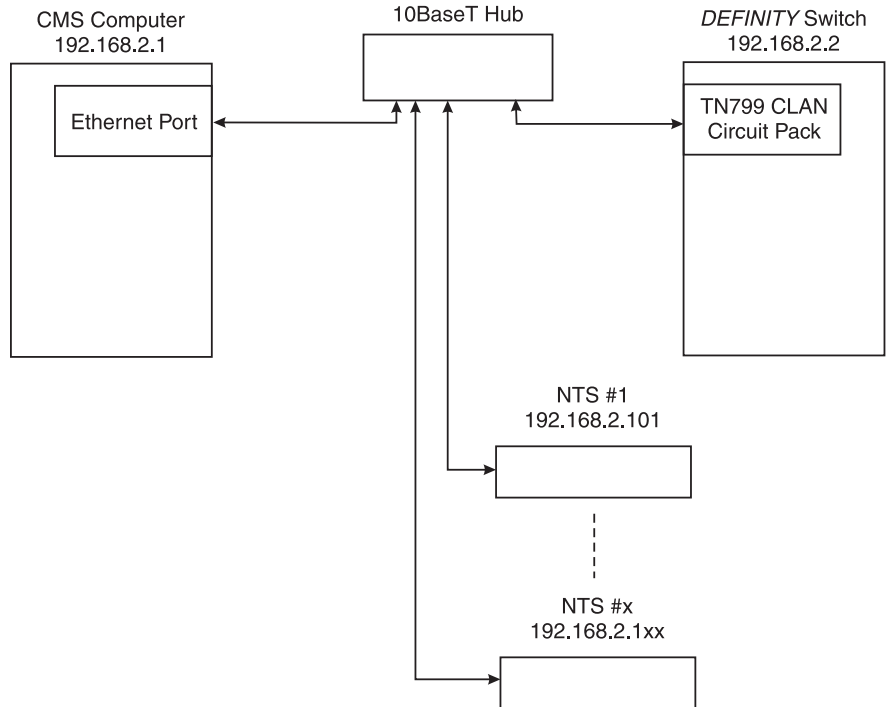 CMS Computer
192.168.2.1
10BaseT Hub
DEFINITY Switch
192.168.2.2
Ethernet Port
TN799 CLAN
Circuit Pack
NTS #1
192.168.2.101
NTS #x
192.168.2.1xx